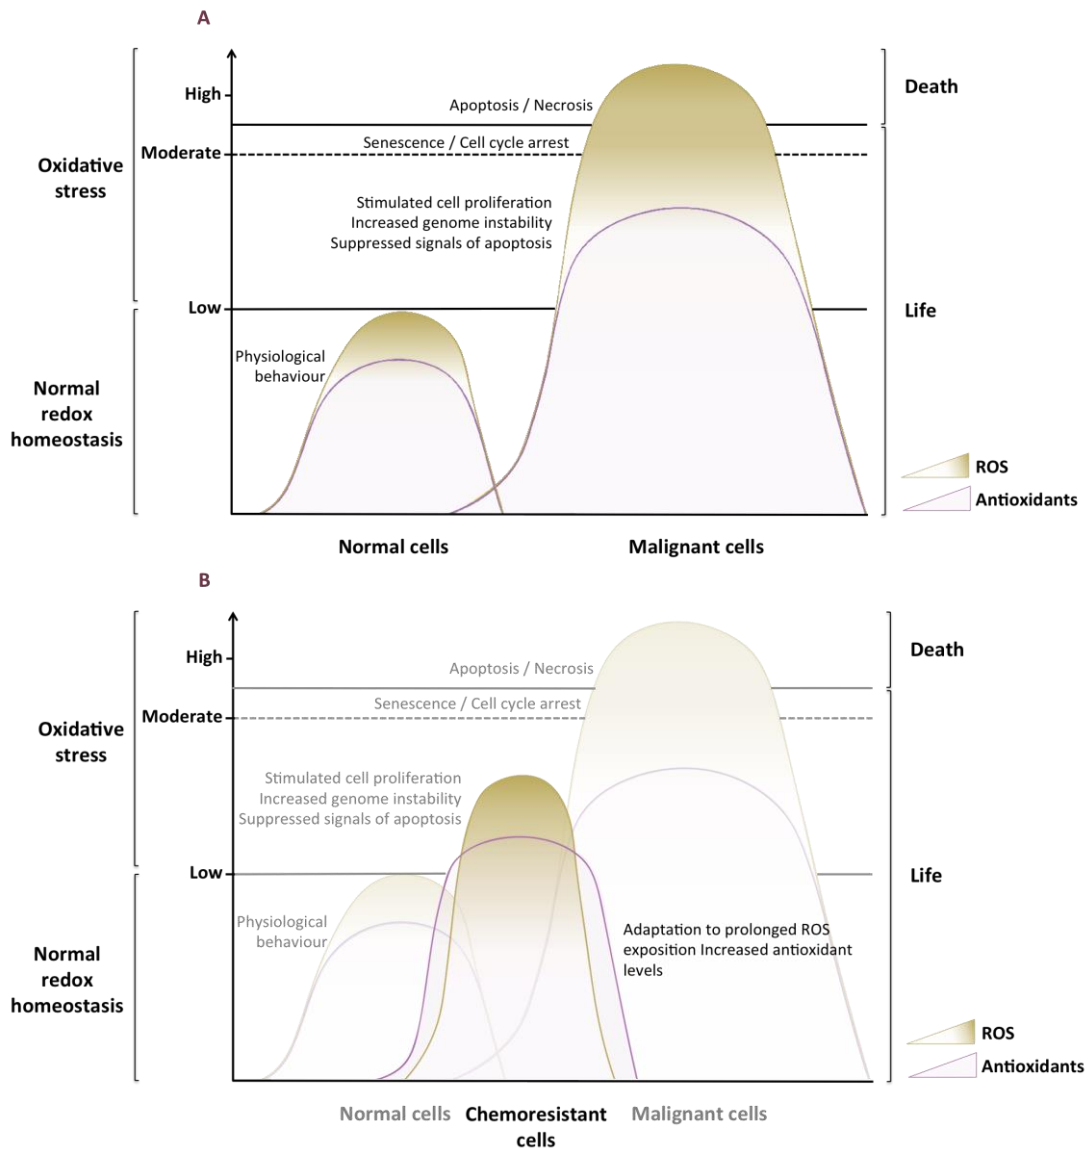 A
High
Apoptosis / Necrosis
Death
Senescence / Cell cycle arrest
Moderate
Oxidative
stress
Stimulated cell proliferation
Increased genome instability
Suppressed signals of apoptosis
Low
Life
Physiological
behaviour
Normal
redox
homeostasis
ROS
Antioxidants
Normal cells
Malignant cells
B
High
Apoptosis / Necrosis
Death
Senescence / Cell cycle arrest
Moderate
Oxidative
stress
Stimulated cell proliferation
Increased genome instability
Suppressed signals of apoptosis
Low
Life
Physiological
behaviour
Adaptation to prolonged ROS
exposition Increased antioxidant
levels
Normal
redox
homeostasis
ROS
Antioxidants
Normal cells
Chemoresistant
cells
Malignant cells